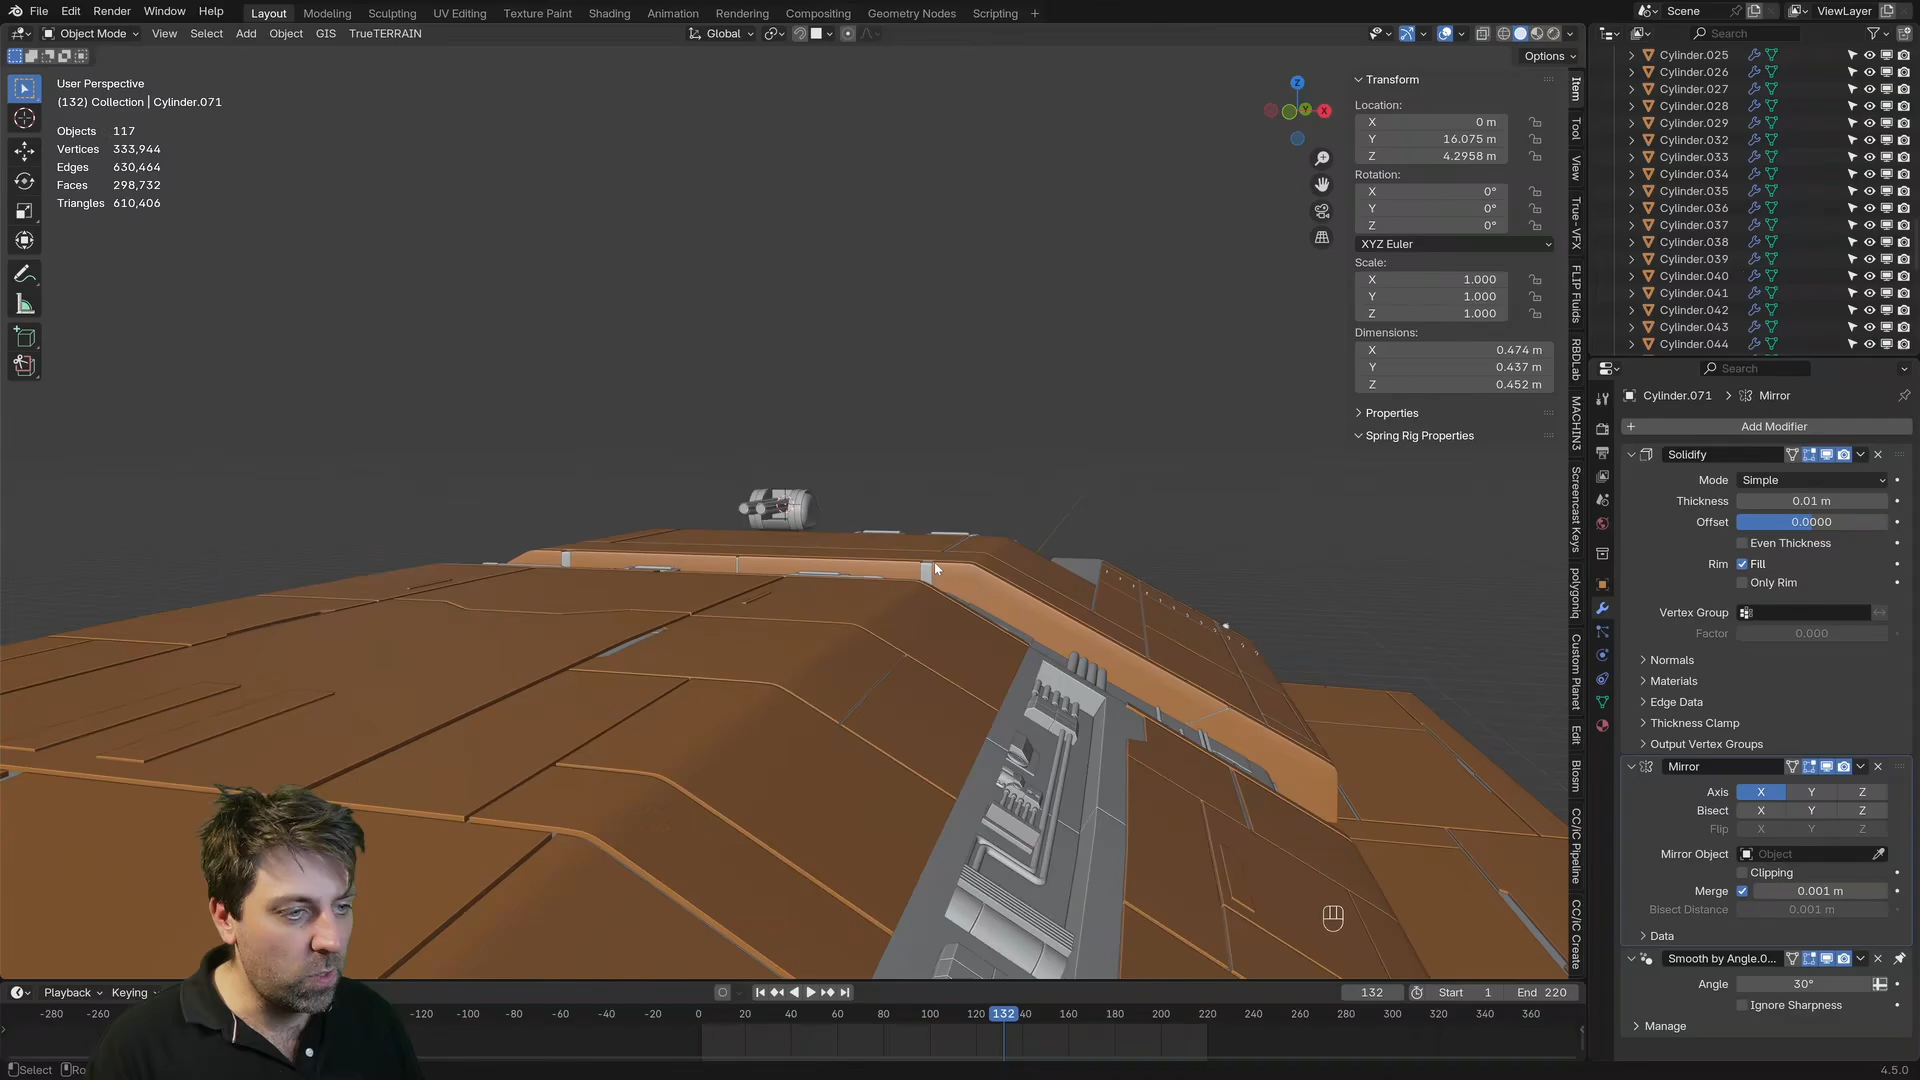 File Edit Render Window Help Layout Modeling Sculpting UV Editing Texture Paint Shading Animation Rendering Compositing Geometry Nodes Scripting + Scene ViewLayer
Object Mode View Select Add Object GIS TrueTERRAIN Global Search
Options
User Perspective
(132) Collection | Cylinder.071
Objects 117
Vertices 333,944
Edges 630,464
Faces 298,732
Triangles 610,406
Transform
Location:
X 0 m
Y 16.075 m
Z 4.2958 m
Rotation:
X 0°
Y 0°
Z 0°
XYZ Euler
Scale:
X 1.000
Y 1.000
Z 1.000
Dimensions:
X 0.474 m
Y 0.437 m
Z 0.452 m
Properties
Spring Rig Properties
Z
Y
X
Item
Tool
View
True-VFX
FLIP Fluids
RBDLab
MACHIN3
Screencast Keys
polygoniq
Custom Planet
Edit
Blosm
CC/iC Pipeline
CC/iC Create
Cylinder.025
Cylinder.026
Cylinder.027
Cylinder.028
Cylinder.029
Cylinder.032
Cylinder.033
Cylinder.034
Cylinder.035
Cylinder.036
Cylinder.037
Cylinder.038
Cylinder.039
Cylinder.040
Cylinder.041
Cylinder.042
Cylinder.043
Cylinder.044
Search
Cylinder.071 > Mirror
+ Add Modifier
Solidify
Mode Simple
Thickness 0.01 m
Offset 0.0000
Even Thickness
Rim Fill
Only Rim
Vertex Group
Factor 0.000
Normals
Materials
Edge Data
Thickness Clamp
Output Vertex Groups
Mirror
Axis X Y Z
Bisect X Y Z
Flip X Y Z
Mirror Object Object
Clipping
Merge 0.001 m
Bisect Distance 0.001 m
Data
Smooth by Angle.0...
Angle 30°
Ignore Sharpness
Manage
Playback Keying 132 Start 1 End 220
-280 -260 -120 -100 -80 -60 -40 -20 0 20 40 60 80 100 120 132 40 160 180 200 220 240 260 280 300 320 340 360
Select Ro 4.5.0